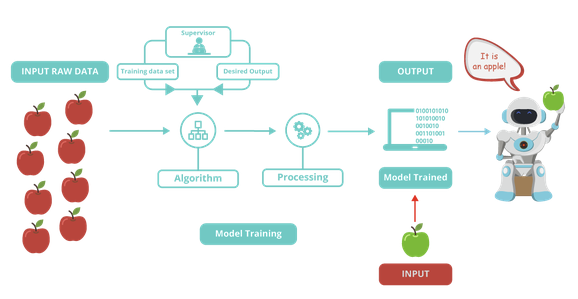 Supervisor
INPUT RAW DATA
Training data set
Desired Output
OUTPUT
It is
an apple!
0100101010
101010010
0010010
001101001
00010
Algorithm
Processing
Model Trained
Model Training
INPUT